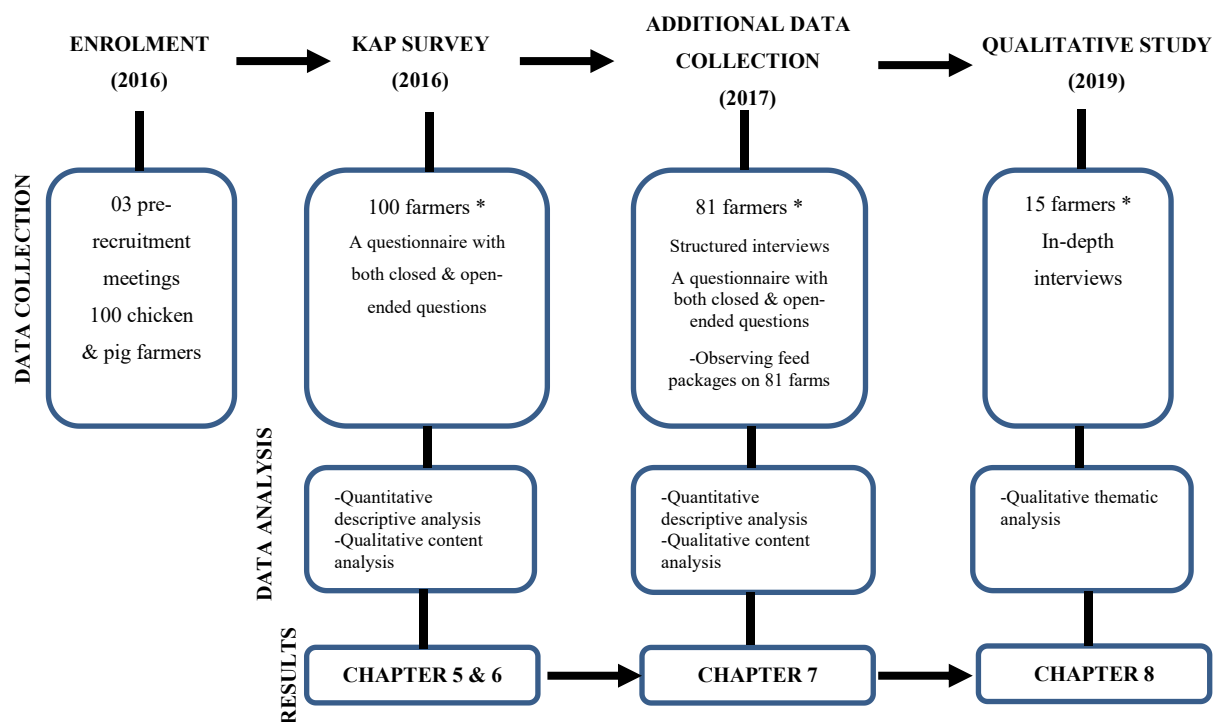 ENROLMENT
(2016)
KAP SURVEY
(2016)
ADDITIONAL DATA
COLLECTION
(2017)
QUALITATIVE STUDY
(2019)
DATA COLLECTION
03 pre-
recruitment
meetings
100 chicken
& pig farmers
100 farmers *
A questionnaire with
both closed & open-
ended questions
81 farmers *
Structured interviews
A questionnaire with
both closed & open-
ended questions
-Observing feed
packages on 81 farms
15 farmers *
In-depth
interviews
DATA ANALYSIS
-Quantitative
descriptive analysis
-Qualitative content
analysis
-Quantitative
descriptive analysis
-Qualitative content
analysis
-Qualitative thematic
analysis
RESULTS
CHAPTER 5 & 6
CHAPTER 7
CHAPTER 8